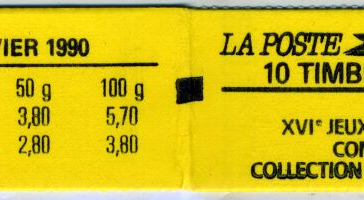 VIER 1990
50 g 100 g
3,80 5,70
2,80 3,80
LA POSTE
10 TIMB
XVIᵉ JEUX
COM
COLLECTION